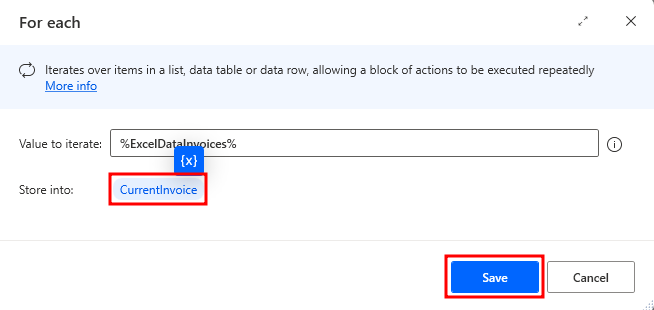 For each
Iterates over items in a list, data table or data row, allowing a block of actions to be executed repeatedly
More info
Value to iterate: %ExcelDataInvoices%
{x}
Store into: CurrentInvoice
Save Cancel